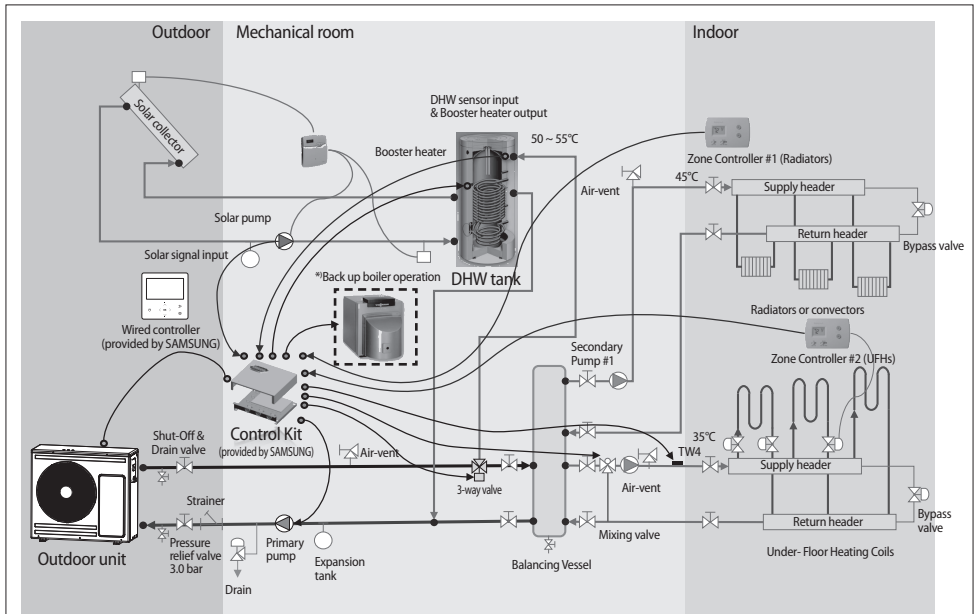 Outdoor
Mechanical room
Indoor
Solar collector
DHW sensor input
& Booster heater output
50 ~ 55°C
Booster heater
Solar pump
Solar signal input
DHW tank
*)Back up boiler operation
Wired controller
(provided by SAMSUNG)
Air-vent
45°C
Zone Controller #1 (Radiators)
Supply header
Return header
Bypass valve
Radiators or convectors
Secondary
Pump #1
Zone Controller #2 (UFHs)
Control Kit
(provided by SAMSUNG)
Shut-Off &
Drain valve
Air-vent
3-way valve
35°C
TW4
Air-vent
Supply header
Return header
Bypass
valve
Mixing valve
Strainer
Outdoor unit
Pressure
relief valve
3.0 bar
Drain
Primary
pump
Expansion
tank
Balancing Vessel
Under- Floor Heating Coils